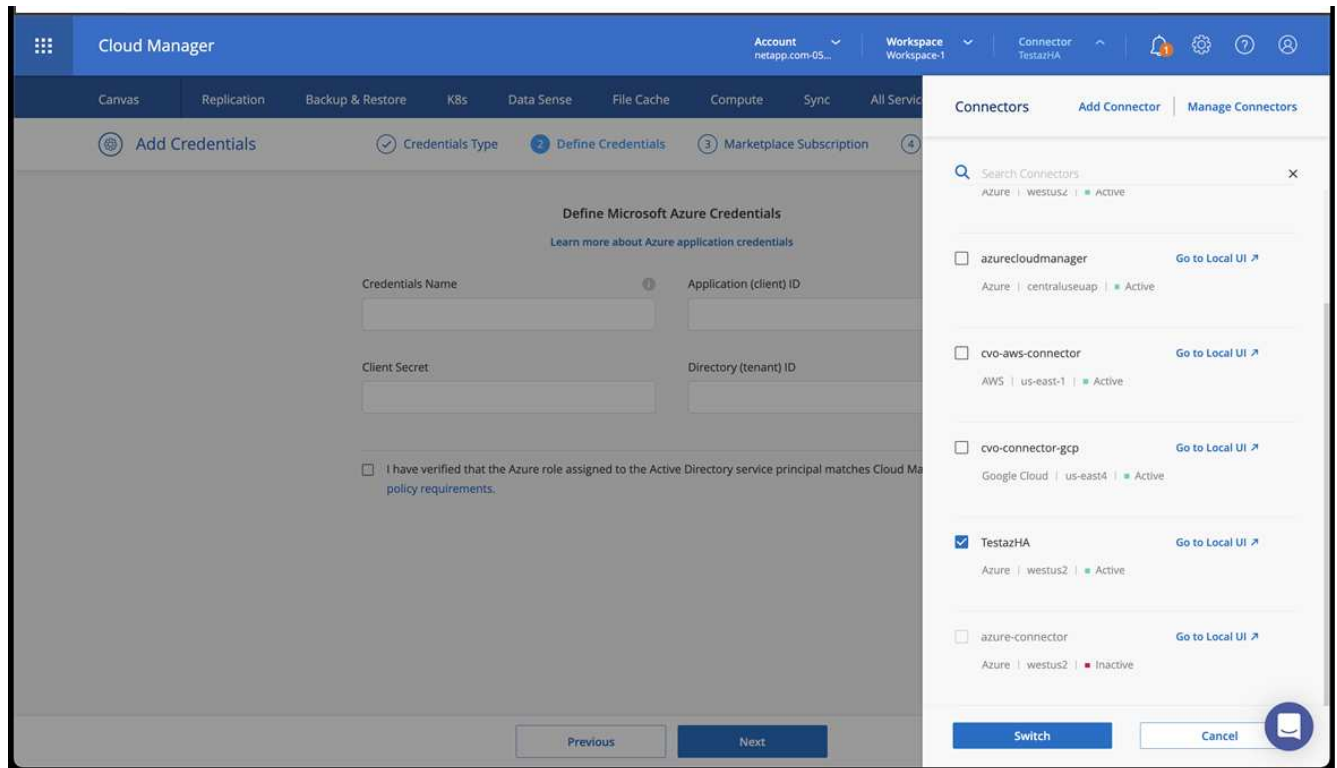 Cloud Manager
Account
netapp.com-05...
Workspace
Workspace-1
Connector
TestazHA
1
Canvas Replication Backup & Restore K8s Data Sense File Cache Compute Sync All Servic
Add Credentials
Credentials Type
2 Define Credentials
3 Marketplace Subscription
4
Define Microsoft Azure Credentials
Learn more about Azure application credentials
Credentials Name
Application (client) ID
Client Secret
Directory (tenant) ID
I have verified that the Azure role assigned to the Active Directory service principal matches Cloud Ma
policy requirements.
Previous
Next
Connectors
Add Connector | Manage Connectors
Search Connectors
Azure | westus2 | Active
azurecloudmanager Go to Local UI
Azure | centraluseuap | Active
cvo-aws-connector Go to Local UI
AWS | us-east-1 | Active
cvo-connector-gcp Go to Local UI
Google Cloud | us-east4 | Active
TestazHA Go to Local UI
Azure | westus2 | Active
azure-connector Go to Local UI
Azure | westus2 | Inactive
Switch
Cancel